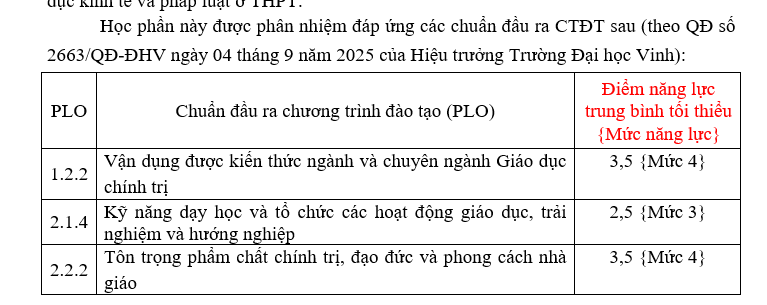 dục kinh tế và pháp luật ở THPT.
Học phần này được phân nhiệm đáp ứng các chuẩn đầu ra CTĐT sau (theo QĐ số
2663/QĐ-ĐHV ngày 04 tháng 9 năm 2025 của Hiệu trưởng Trường Đại học Vinh):
PLO
Chuẩn đầu ra chương trình đào tạo (PLO)
Điểm năng lực
trung bình tối thiểu
{Mức năng lực}
1.2.2
Vận dụng được kiến thức ngành và chuyên ngành Giáo dục
chính trị
3,5 {Mức 4}
2.1.4
Kỹ năng dạy học và tổ chức các hoạt động giáo dục, trải
nghiệm và hướng nghiệp
2,5 {Mức 3}
2.2.2
Tôn trọng phẩm chất chính trị, đạo đức và phong cách nhà
giáo
3,5 {Mức 4}